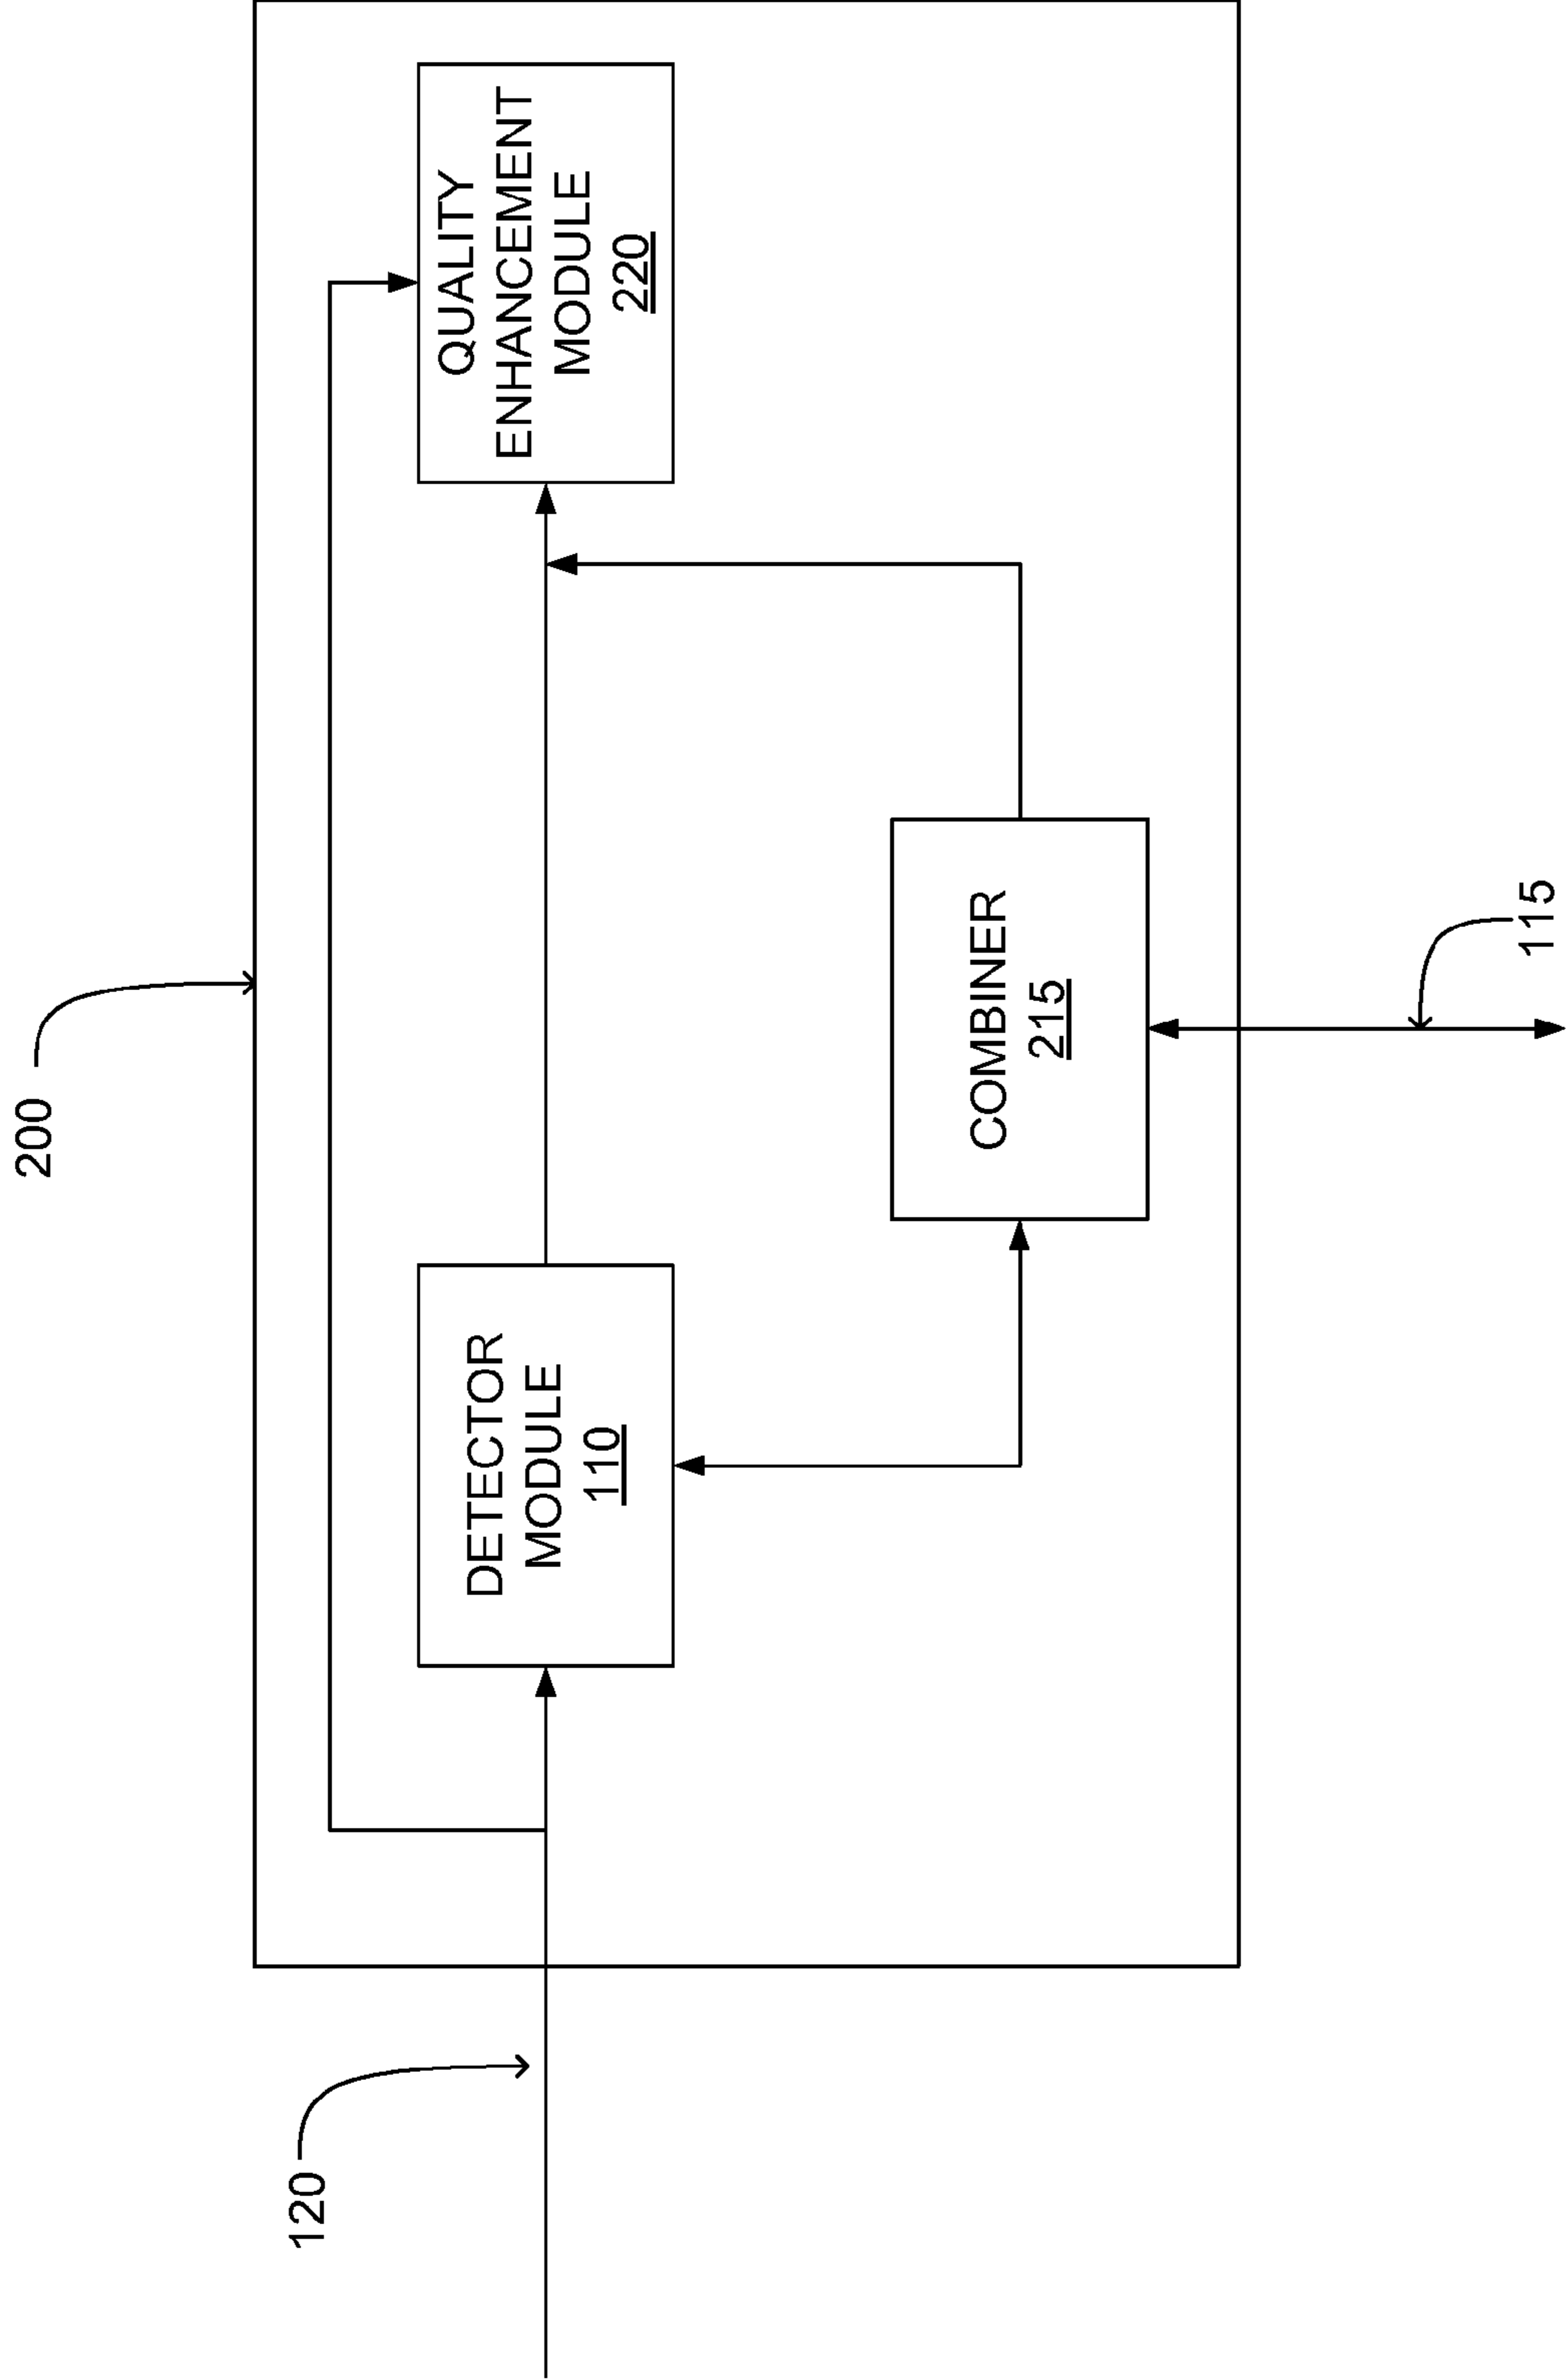 200
120
DETECTOR
MODULE
110
QUALITY
ENHANCEMENT
MODULE
220
COMBINER
215
115